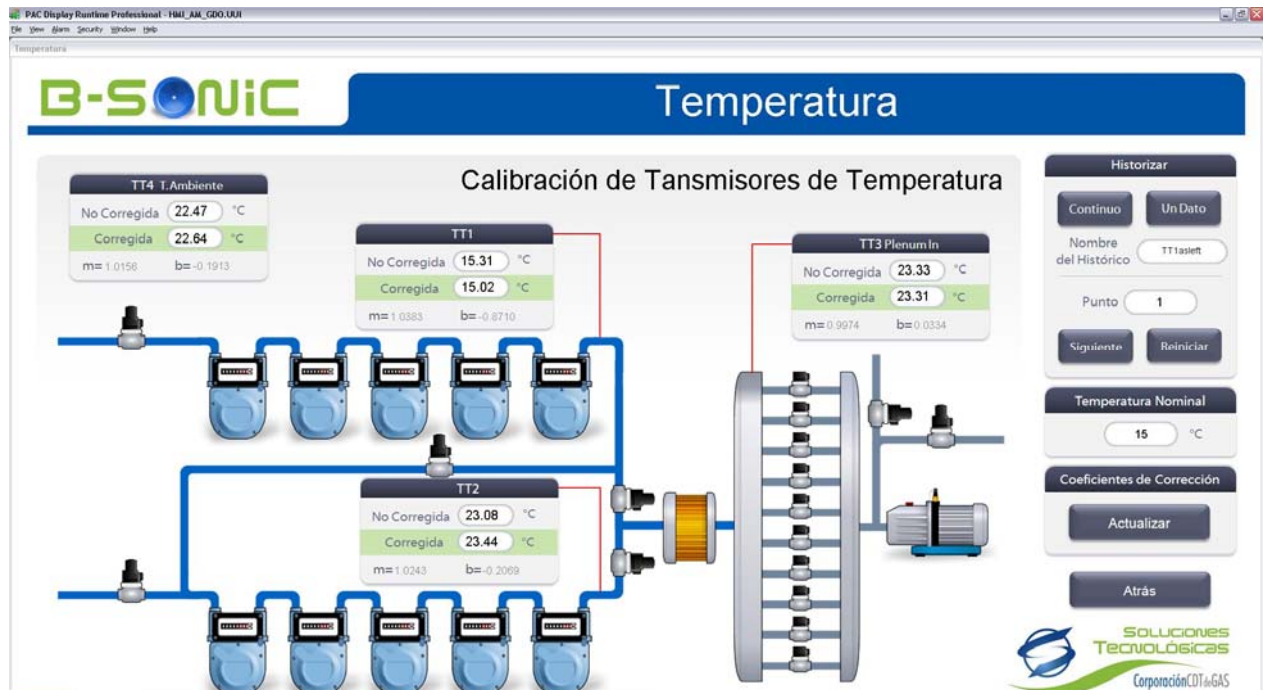 PAC Display Runtime Professional - HMI_AM_GDO.UUI
File View Alarm Security Window Help
Temperatura
B-SONiC
Temperatura
Calibración de Tansmisores de Temperatura
TT4 T.Ambiente
No Corregida 22.47 °C
Corregida 22.64 °C
m= 1.0156 b= -0.1913
TT1
No Corregida 15.31 °C
Corregida 15.02 °C
m= 1.0383 b= -0.8710
TT3 Plenum In
No Corregida 23.33 °C
Corregida 23.31 °C
m= 0.9974 b= 0.0334
TT2
No Corregida 23.08 °C
Corregida 23.44 °C
m= 1.0243 b= -0.2069
Historizar
Continuo Un Dato
Nombre
del Histórico TT1asleft
Punto 1
Siguiente Reiniciar
Temperatura Nominal
15 °C
Coeficientes de Corrección
Actualizar
Atrás
Soluciones
Tecnológicas
Corporación CDT de GAS